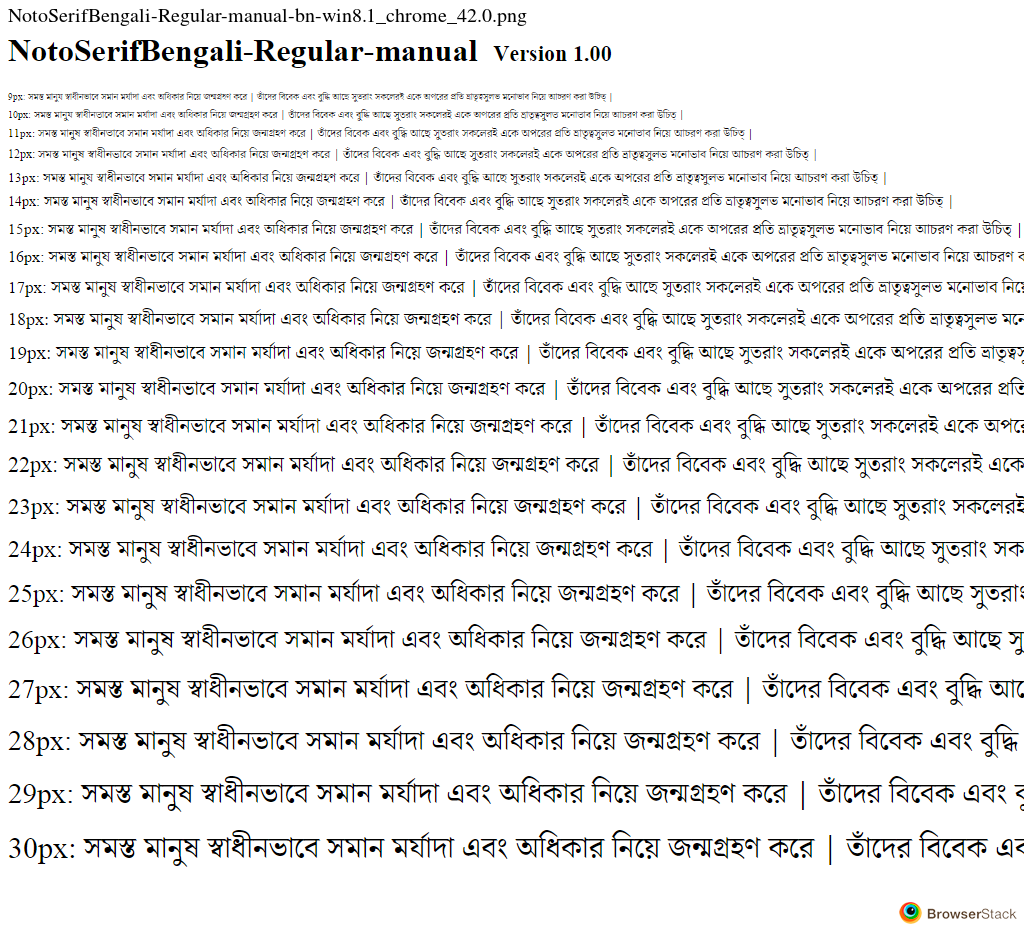 NotoSerifBengali-Regular-manual-bn-win8.1_chrome_42.0.png
NotoSerifBengali-Regular-manual Version 1.00
9px: সমস্ত মানুষ স্বাধীনভাবে সমান মর্যাদা এবং অধিকার নিয়ে জন্মগ্রহণ করে | তাঁদের বিবেক এবং বুদ্ধি আছে সুতরাং সকলেরই একে অপরের প্রতি ভ্রাতৃত্বসুলভ মনোভাব নিয়ে আচরণ করা উচিত্ |
10px: সমস্ত মানুষ স্বাধীনভাবে সমান মর্যাদা এবং অধিকার নিয়ে জন্মগ্রহণ করে | তাঁদের বিবেক এবং বুদ্ধি আছে সুতরাং সকলেরই একে অপরের প্রতি ভ্রাতৃত্বসুলভ মনোভাব নিয়ে আচরণ করা উচিত্ |
11px: সমস্ত মানুষ স্বাধীনভাবে সমান মর্যাদা এবং অধিকার নিয়ে জন্মগ্রহণ করে | তাঁদের বিবেক এবং বুদ্ধি আছে সুতরাং সকলেরই একে অপরের প্রতি ভ্রাতৃত্বসুলভ মনোভাব নিয়ে আচরণ করা উচিত্ |
12px: সমস্ত মানুষ স্বাধীনভাবে সমান মর্যাদা এবং অধিকার নিয়ে জন্মগ্রহণ করে | তাঁদের বিবেক এবং বুদ্ধি আছে সুতরাং সকলেরই একে অপরের প্রতি ভ্রাতৃত্বসুলভ মনোভাব নিয়ে আচরণ করা উচিত্ |
13px: সমস্ত মানুষ স্বাধীনভাবে সমান মর্যাদা এবং অধিকার নিয়ে জন্মগ্রহণ করে | তাঁদের বিবেক এবং বুদ্ধি আছে সুতরাং সকলেরই একে অপরের প্রতি ভ্রাতৃত্বসুলভ মনোভাব নিয়ে আচরণ করা উচিত্ |
14px: সমস্ত মানুষ স্বাধীনভাবে সমান মর্যাদা এবং অধিকার নিয়ে জন্মগ্রহণ করে | তাঁদের বিবেক এবং বুদ্ধি আছে সুতরাং সকলেরই একে অপরের প্রতি ভ্রাতৃত্বসুলভ মনোভাব নিয়ে আচরণ করা উচিত্ |
15px: সমস্ত মানুষ স্বাধীনভাবে সমান মর্যাদা এবং অধিকার নিয়ে জন্মগ্রহণ করে | তাঁদের বিবেক এবং বুদ্ধি আছে সুতরাং সকলেরই একে অপরের প্রতি ভ্রাতৃত্বসুলভ মনোভাব নিয়ে আচরণ করা উচিত্ |
16px: সমস্ত মানুষ স্বাধীনভাবে সমান মর্যাদা এবং অধিকার নিয়ে জন্মগ্রহণ করে | তাঁদের বিবেক এবং বুদ্ধি আছে সুতরাং সকলেরই একে অপরের প্রতি ভ্রাতৃত্বসুলভ মনোভাব নিয়ে আচরণ
17px: সমস্ত মানুষ স্বাধীনভাবে সমান মর্যাদা এবং অধিকার নিয়ে জন্মগ্রহণ করে | তাঁদের বিবেক এবং বুদ্ধি আছে সুতরাং সকলেরই একে অপরের প্রতি ভ্রাতৃত্বসুলভ মনোভাব নিয়ে
18px: সমস্ত মানুষ স্বাধীনভাবে সমান মর্যাদা এবং অধিকার নিয়ে জন্মগ্রহণ করে | তাঁদের বিবেক এবং বুদ্ধি আছে সুতরাং সকলেরই একে অপরের প্রতি ভ্রাতৃত্বসুলভ
19px: সমস্ত মানুষ স্বাধীনভাবে সমান মর্যাদা এবং অধিকার নিয়ে জন্মগ্রহণ করে | তাঁদের বিবেক এবং বুদ্ধি আছে সুতরাং সকলেরই একে অপরের প্রতি
20px: সমস্ত মানুষ স্বাধীনভাবে সমান মর্যাদা এবং অধিকার নিয়ে জন্মগ্রহণ করে | তাঁদের বিবেক এবং বুদ্ধি আছে সুতরাং সকলেরই একে অপরের প্রতি
21px: সমস্ত মানুষ স্বাধীনভাবে সমান মর্যাদা এবং অধিকার নিয়ে জন্মগ্রহণ করে | তাঁদের বিবেক এবং বুদ্ধি আছে সুতরাং সকলেরই একে
22px: সমস্ত মানুষ স্বাধীনভাবে সমান মর্যাদা এবং অধিকার নিয়ে জন্মগ্রহণ করে | তাঁদের বিবেক এবং বুদ্ধি আছে সুতরাং সকলেরই একে
23px: সমস্ত মানুষ স্বাধীনভাবে সমান মর্যাদা এবং অধিকার নিয়ে জন্মগ্রহণ করে | তাঁদের বিবেক এবং বুদ্ধি আছে সুতরাং সকলেরই
24px: সমস্ত মানুষ স্বাধীনভাবে সমান মর্যাদা এবং অধিকার নিয়ে জন্মগ্রহণ করে | তাঁদের বিবেক এবং বুদ্ধি আছে সুতরাং সক
25px: সমস্ত মানুষ স্বাধীনভাবে সমান মর্যাদা এবং অধিকার নিয়ে জন্মগ্রহণ করে | তাঁদের বিবেক এবং বুদ্ধি আছে সুতরাং
26px: সমস্ত মানুষ স্বাধীনভাবে সমান মর্যাদা এবং অধিকার নিয়ে জন্মগ্রহণ করে | তাঁদের বিবেক এবং বুদ্ধি আছে সু
27px: সমস্ত মানুষ স্বাধীনভাবে সমান মর্যাদা এবং অধিকার নিয়ে জন্মগ্রহণ করে | তাঁদের বিবেক এবং বুদ্ধি আ
28px: সমস্ত মানুষ স্বাধীনভাবে সমান মর্যাদা এবং অধিকার নিয়ে জন্মগ্রহণ করে | তাঁদের বিবেক এবং বুদ্ধি
29px: সমস্ত মানুষ স্বাধীনভাবে সমান মর্যাদা এবং অধিকার নিয়ে জন্মগ্রহণ করে | তাঁদের বিবেক এবং
30px: সমস্ত মানুষ স্বাধীনভাবে সমান মর্যাদা এবং অধিকার নিয়ে জন্মগ্রহণ করে | তাঁদের বিবেক
BrowserStack